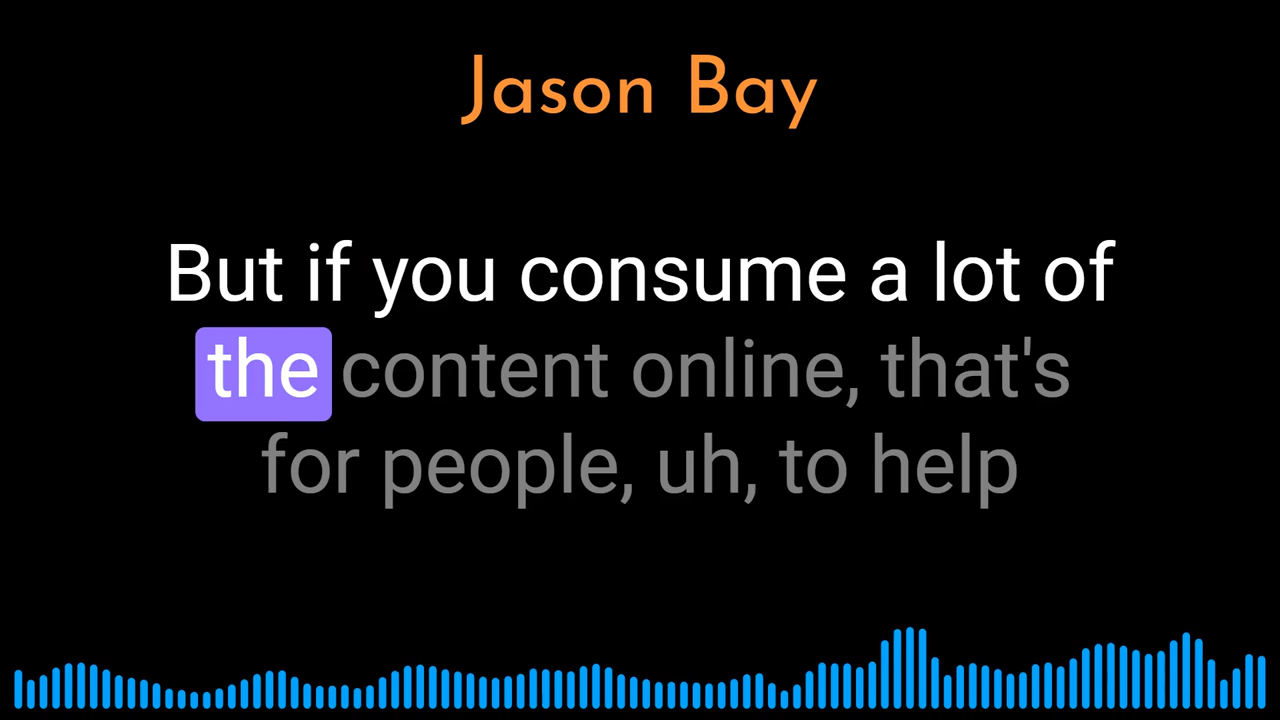 Jason Bay
But if you consume a lot of
the content online, that's
for people, uh, to help